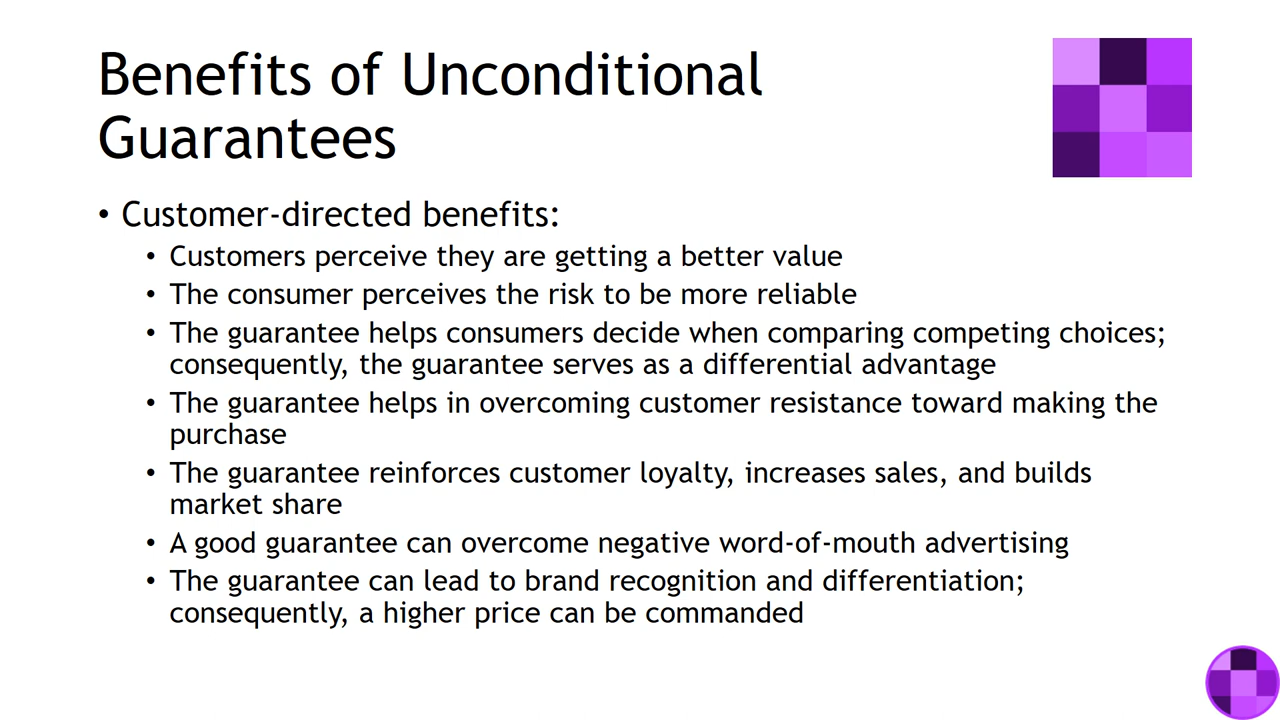 Benefits of Unconditional
Guarantees
• Customer-directed benefits:
• Customers perceive they are getting a better value
• The consumer perceives the risk to be more reliable
• The guarantee helps consumers decide when comparing competing choices;
consequently, the guarantee serves as a differential advantage
• The guarantee helps in overcoming customer resistance toward making the
purchase
• The guarantee reinforces customer loyalty, increases sales, and builds
market share
• A good guarantee can overcome negative word-of-mouth advertising
• The guarantee can lead to brand recognition and differentiation;
consequently, a higher price can be commanded